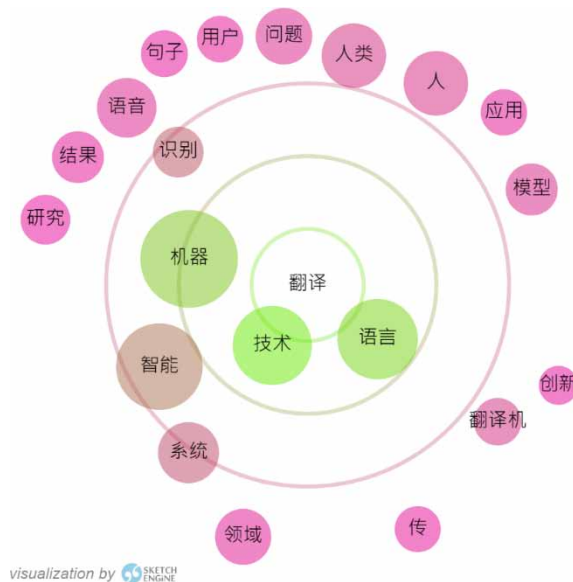 问题
用户
人类
句子
人
语音
应用
识别
结果
模型
研究
机器
翻译
技术
语言
智能
创新
翻译机
系统
领域
传
visualization by SKETCH ENGINE